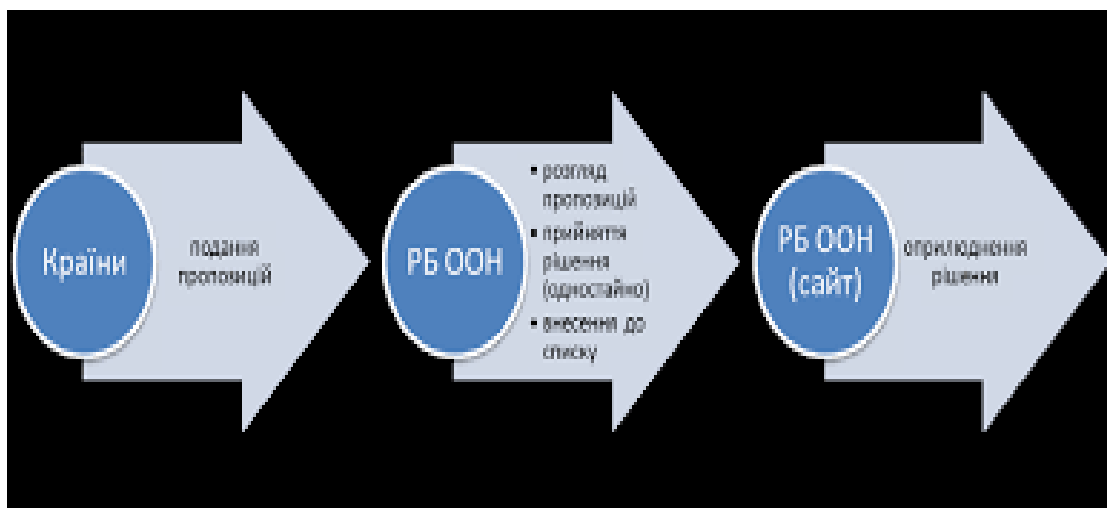 Країни
подання
пропозицій
РБ ООН
▪ розгляд
пропозицій
▪ прийняття
рішення
(одностайно)
▪ внесення до
списку
РБ ООН
(сайт)
оприлюднення
рішення